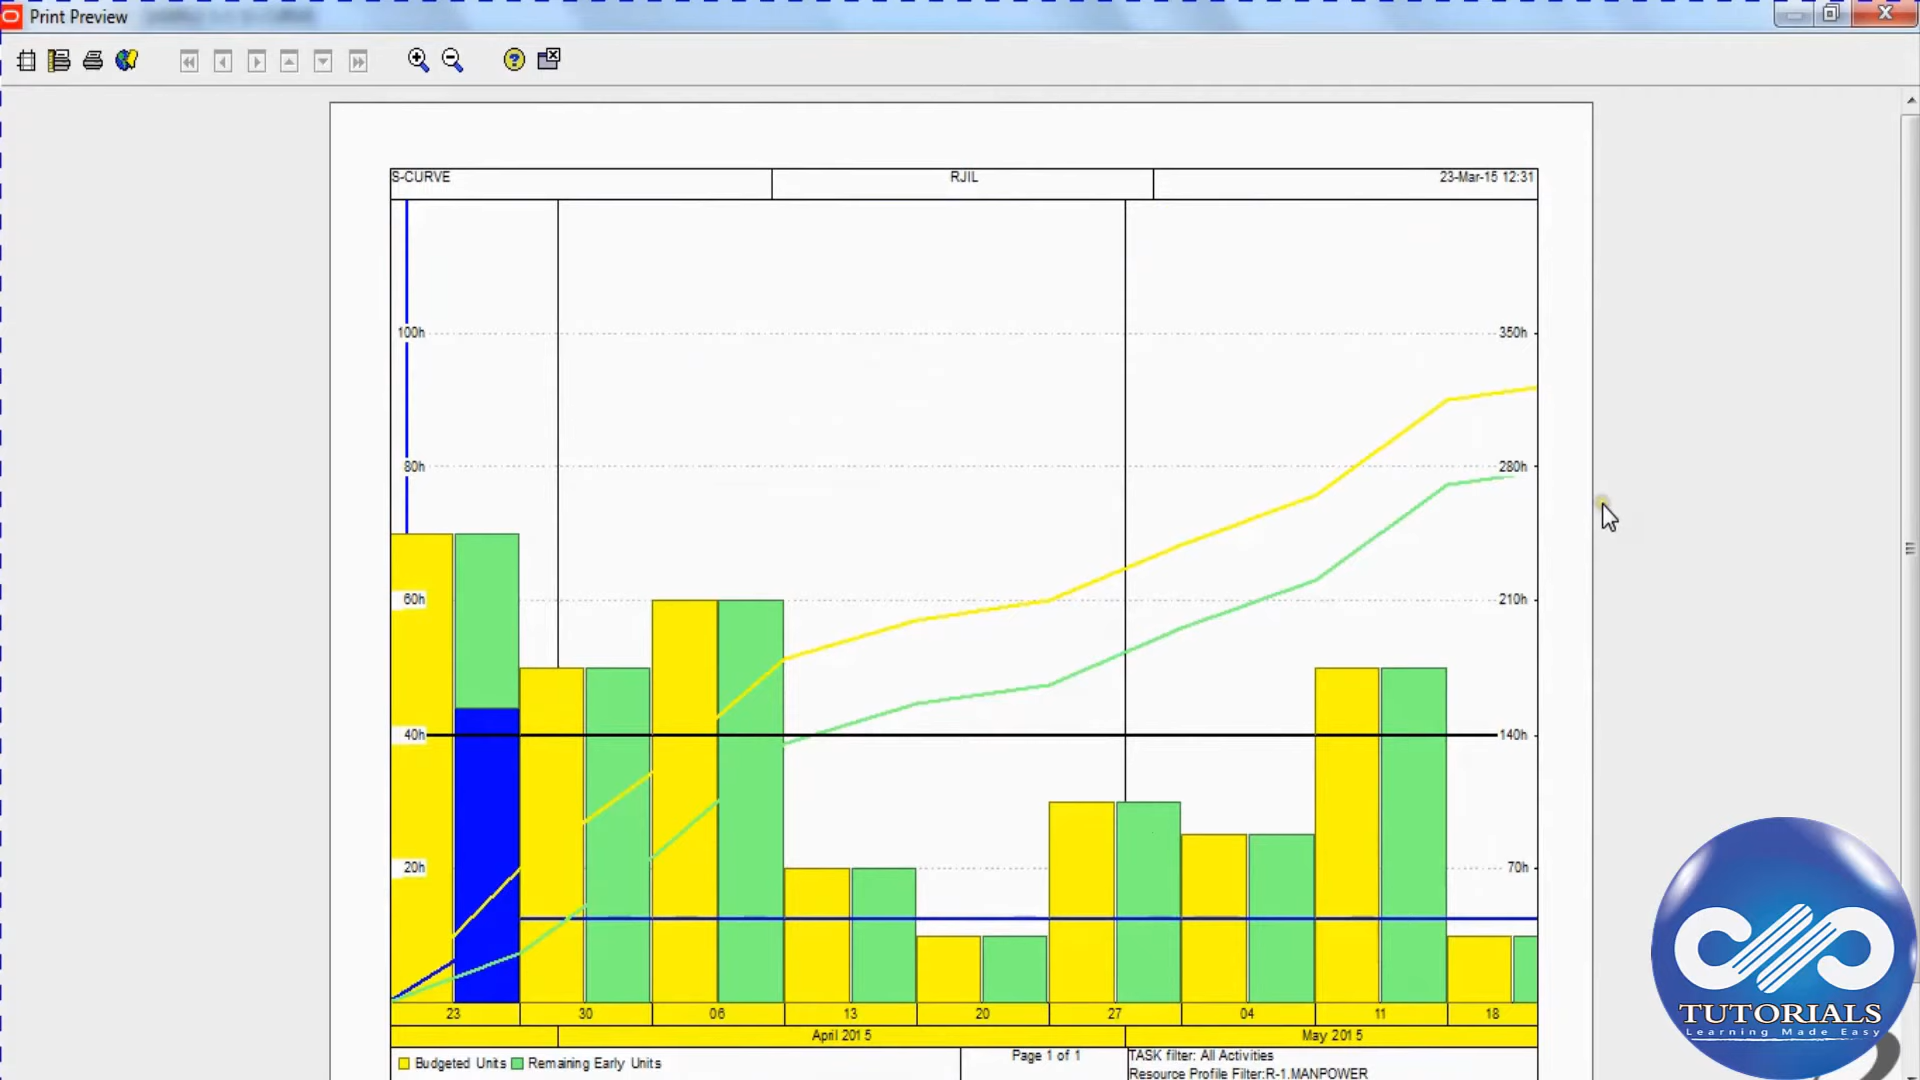 Print Preview
S-CURVE RJIL 23-Mar-15 12:31
100h 350h
80h 280h
60h 210h
40h 140h
20h 70h
23 30 06 13 20 27 04 11 18
April 2015 May 2015
Budgeted Units Remaining Early Units Page 1 of 1 TASK filter: All Activities
Resource Profile Filter:R-1.MANPOWER
TUTORIALS
Learning Made Easy